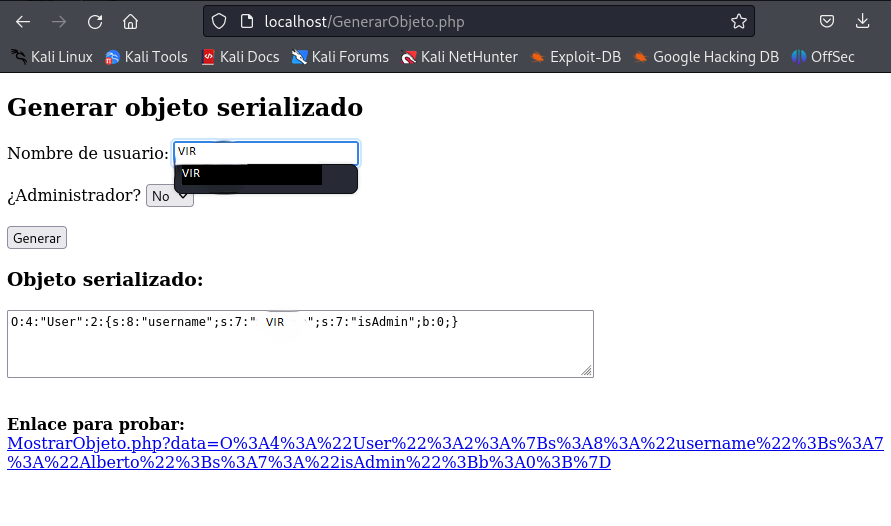 localhost/GenerarObjeto.php
Kali Linux Kali Tools Kali Docs Kali Forums Kali NetHunter Exploit-DB Google Hacking DB OffSec
Generar objeto serializado
Nombre de usuario: VIR
VIR
¿Administrador? No
Generar
Objeto serializado:
O:4:"User":2:{s:8:"username";s:7:" VIR ";s:7:"isAdmin";b:0;}
Enlace para probar:
MostrarObjeto.php?data=O%3A4%3A%22User%22%3A2%3A%7Bs%3A8%3A%22username%22%3Bs%3A7
%3A%22Alberto%22%3Bs%3A7%3A%22isAdmin%22%3Bb%3A0%3B%7D